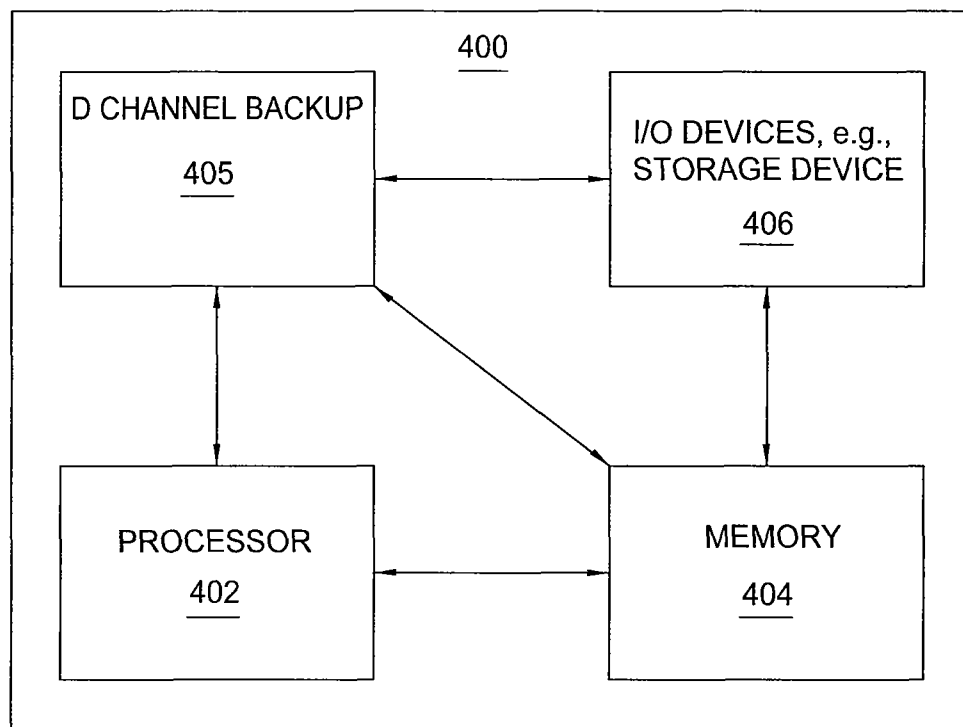 400
D CHANNEL BACKUP
405
I/O DEVICES, e.g.,
STORAGE DEVICE
406
PROCESSOR
402
MEMORY
404